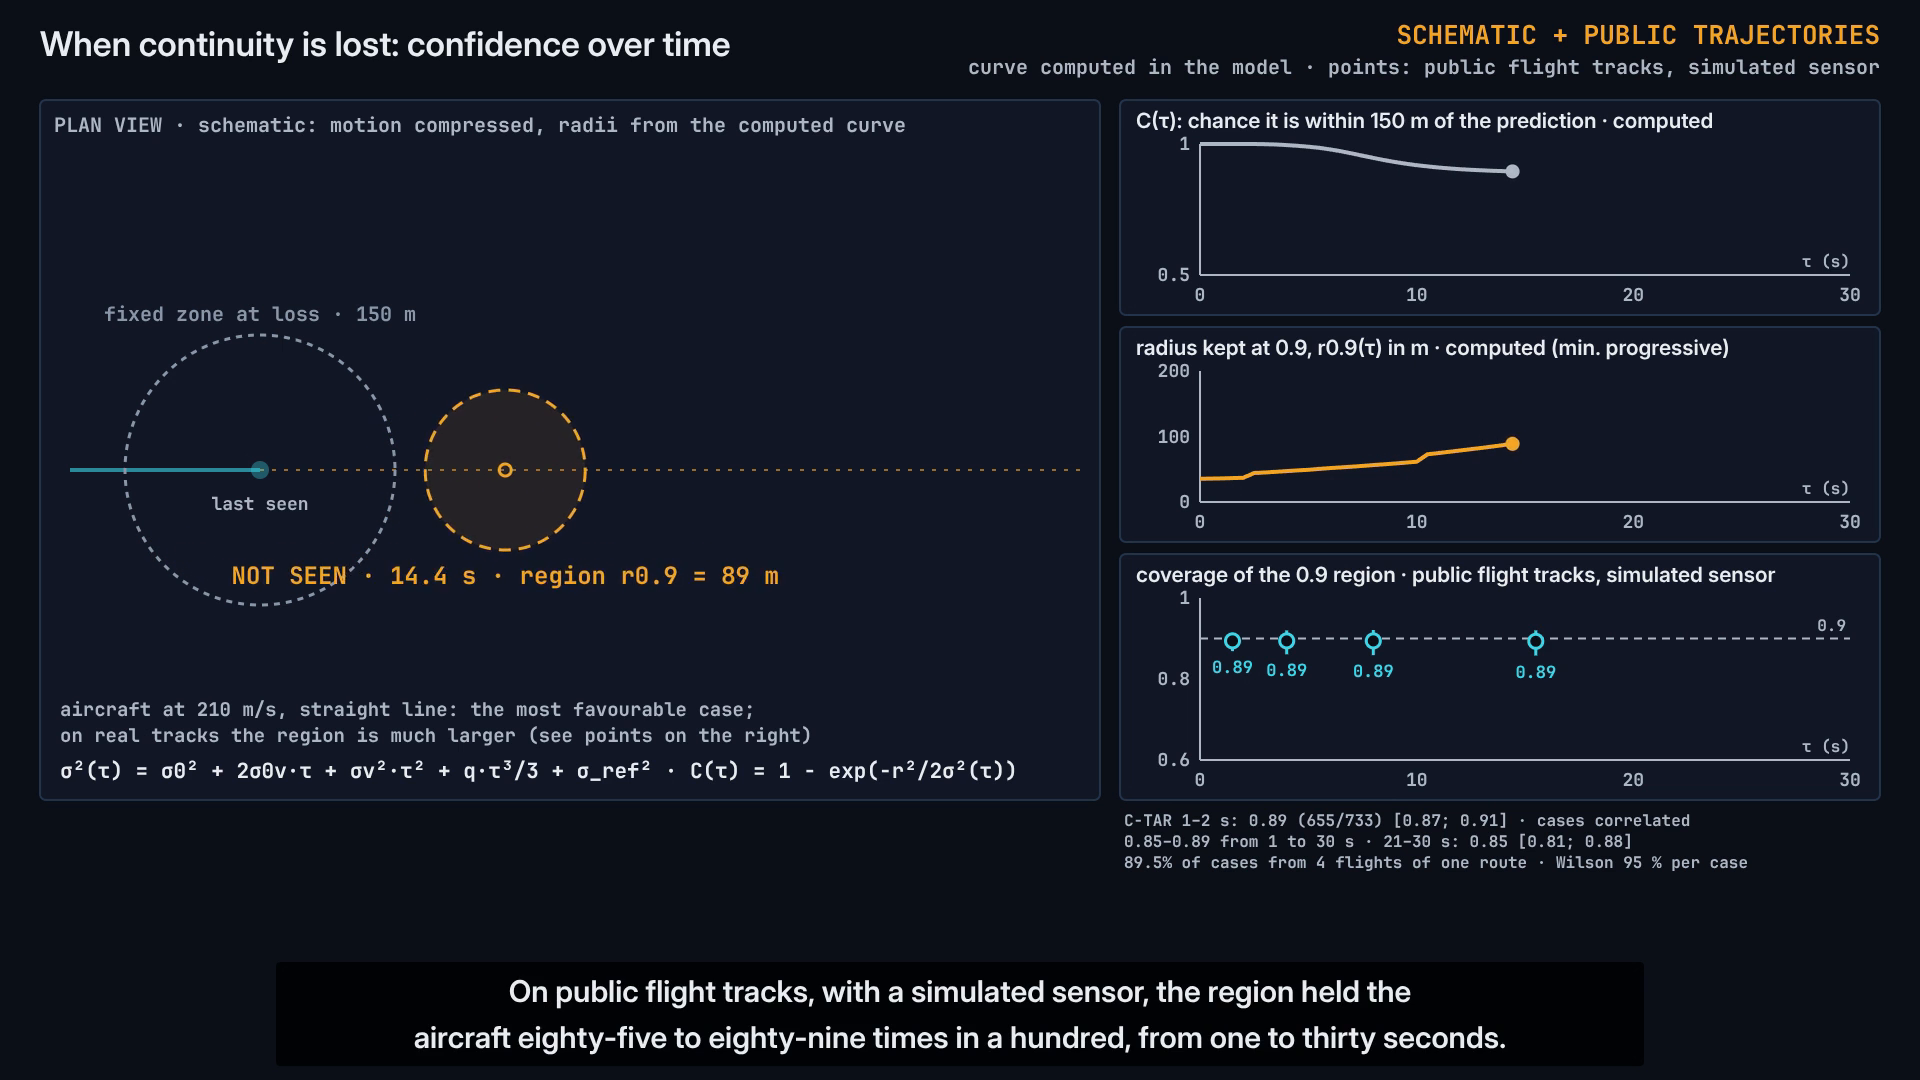 When continuity is lost: confidence over time
SCHEMATIC + PUBLIC TRAJECTORIES
curve computed in the model · points: public flight tracks, simulated sensor
PLAN VIEW · schematic: motion compressed, radii from the computed curve
fixed zone at loss · 150 m
last seen
NOT SEEN · 14.4 s · region r0.9 = 89 m
aircraft at 210 m/s, straight line: the most favourable case;
on real tracks the region is much larger (see points on the right)
σ²(τ) = σ0² + 2σ0v·τ + σv²·τ² + q·τ³/3 + σ_ref² · C(τ) = 1 - exp(-r²/2σ²(τ))
C(τ): chance it is within 150 m of the prediction · computed
1
0.5
τ (s)
0 10 20 30
radius kept at 0.9, r0.9(τ) in m · computed (min. progressive)
200
100
0
τ (s)
0 10 20 30
coverage of the 0.9 region · public flight tracks, simulated sensor
1
0.9
0.89 0.89 0.89 0.89
0.8
τ (s)
0.6
0 10 20 30
C-TAR 1–2 s: 0.89 (655/733) [0.87; 0.91] · cases correlated
0.85–0.89 from 1 to 30 s · 21–30 s: 0.85 [0.81; 0.88]
89.5% of cases from 4 flights of one route · Wilson 95 % per case
On public flight tracks, with a simulated sensor, the region held the
aircraft eighty-five to eighty-nine times in a hundred, from one to thirty seconds.